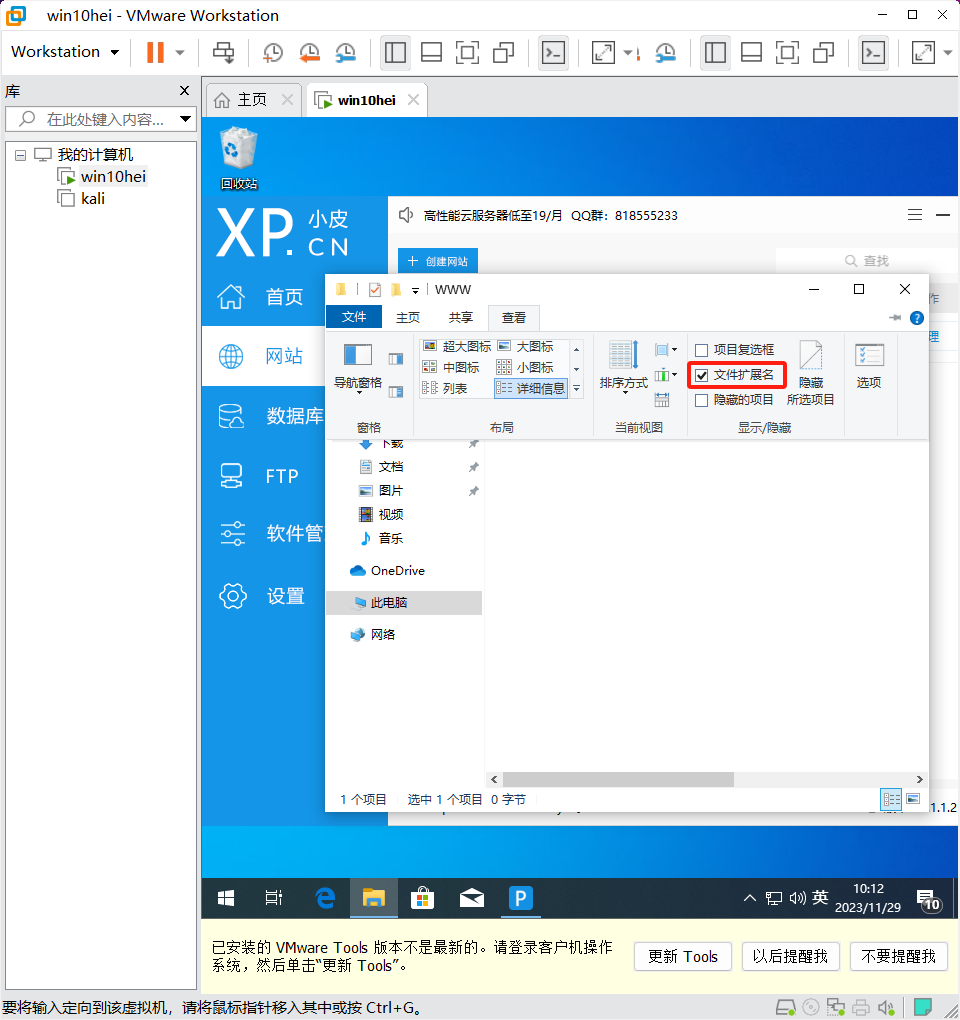 win10hei - VMware Workstation
Workstation
库
主页
win10hei
在此处键入内容...
我的计算机
win10hei
kali
回收站
XP.CN 小皮
高性能云服务器低至19/月 QQ群：818555233
创建网站
查找
首页
网站
数据库
FTP
软件管
设置
作
理
WWW
文件 主页 共享 查看
导航窗格
窗格
超大图标 大图标
中图标 小图标
列表 详细信息
布局
排序方式
当前视图
项目复选框
文件扩展名
隐藏的项目
隐藏
所选项目
显示/隐藏
选项
下载
文档
图片
视频
音乐
OneDrive
此电脑
网络
1 个项目 选中 1 个项目 0 字节
1.1.2
英
10:12
2023/11/29
10
P
已安装的 VMware Tools 版本不是最新的。请登录客户机操作
系统，然后单击“更新 Tools”。
更新 Tools 以后提醒我 不要提醒我
要将输入定向到该虚拟机，请将鼠标指针移入其中或按 Ctrl+G。